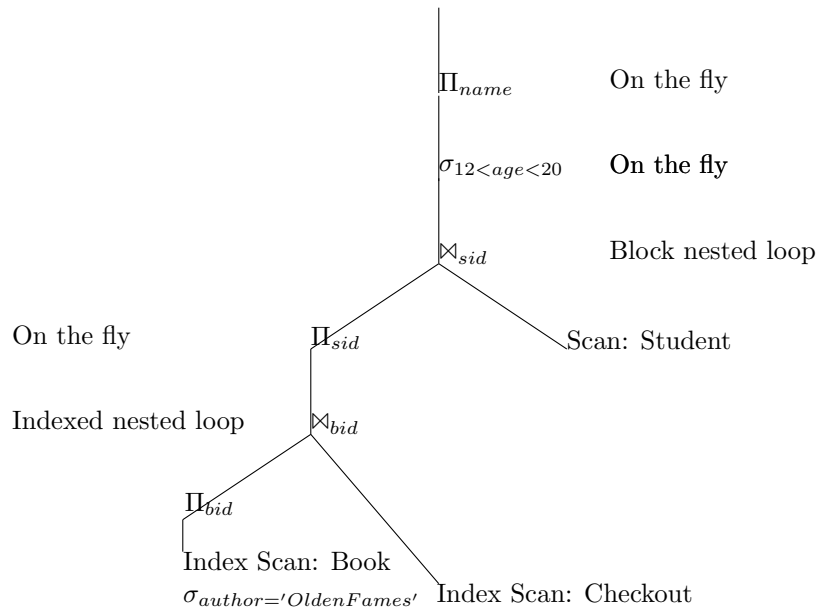 Π_name On the fly
σ_12<age<20 On the fly
⋈_sid Block nested loop
On the fly Π_sid Scan: Student
Indexed nested loop ⋈_bid
Π_bid
Index Scan: Book
σ_author='OldenFames' Index Scan: Checkout